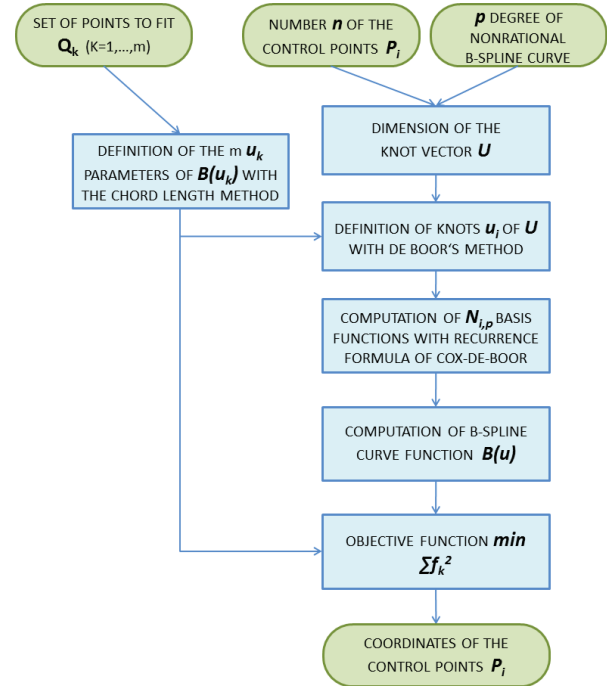 SET OF POINTS TO FIT
Qk (K=1,...,m)
NUMBER n OF THE
CONTROL POINTS Pi
p DEGREE OF
NONRATIONAL
B-SPLINE CURVE
DEFINITION OF THE m uk
PARAMETERS OF B(uk) WITH
THE CHORD LENGTH METHOD
DIMENSION OF THE
KNOT VECTOR U
DEFINITION OF KNOTS ui OF U
WITH DE BOOR'S METHOD
COMPUTATION OF Ni,p BASIS
FUNCTIONS WITH RECURRENCE
FORMULA OF COX-DE-BOOR
COMPUTATION OF B-SPLINE
CURVE FUNCTION B(u)
OBJECTIVE FUNCTION min
Σfk²
COORDINATES OF THE
CONTROL POINTS Pi